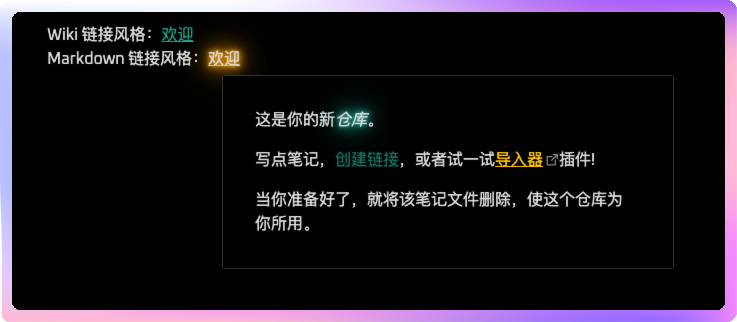 Wiki 链接风格：欢迎
Markdown 链接风格：欢迎
这是你的新仓库。
写点笔记，创建链接，或者试一试导入器插件!
当你准备好了，就将该笔记文件删除，使这个仓库为
你所用。